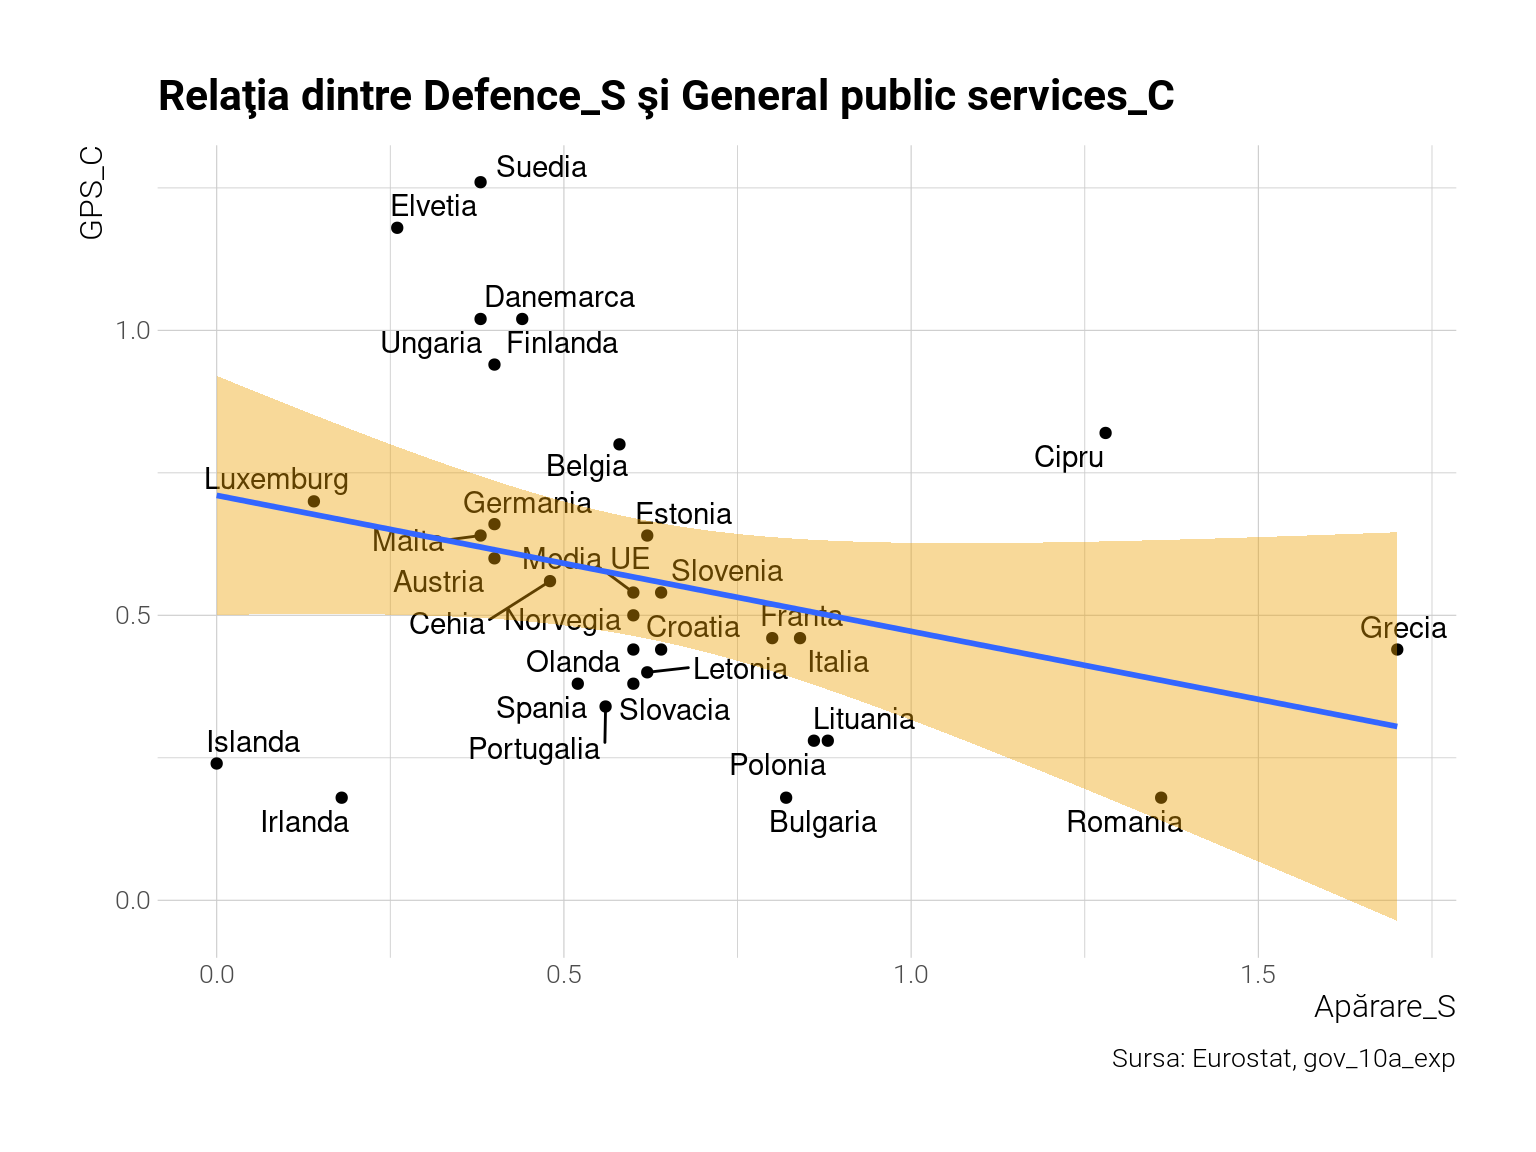 Relaţia dintre Defence_S şi General public services_C
GPS_C
Suedia
Elvetia
Danemarca
Ungaria
Finlanda
1.0
Cipru
Belgia
Luxemburg
Germania
Estonia
Malta
Media UE
Slovenia
Austria
0.5
Cehia
Norvegia
Croatia
Franta
Grecia
Olanda
Letonia
Italia
Spania
Slovacia
Lituania
Portugalia
Islanda
Polonia
Irlanda
Bulgaria
Romania
0.0
0.0
0.5
1.0
1.5
Apărare_S
Sursa: Eurostat, gov_10a_exp